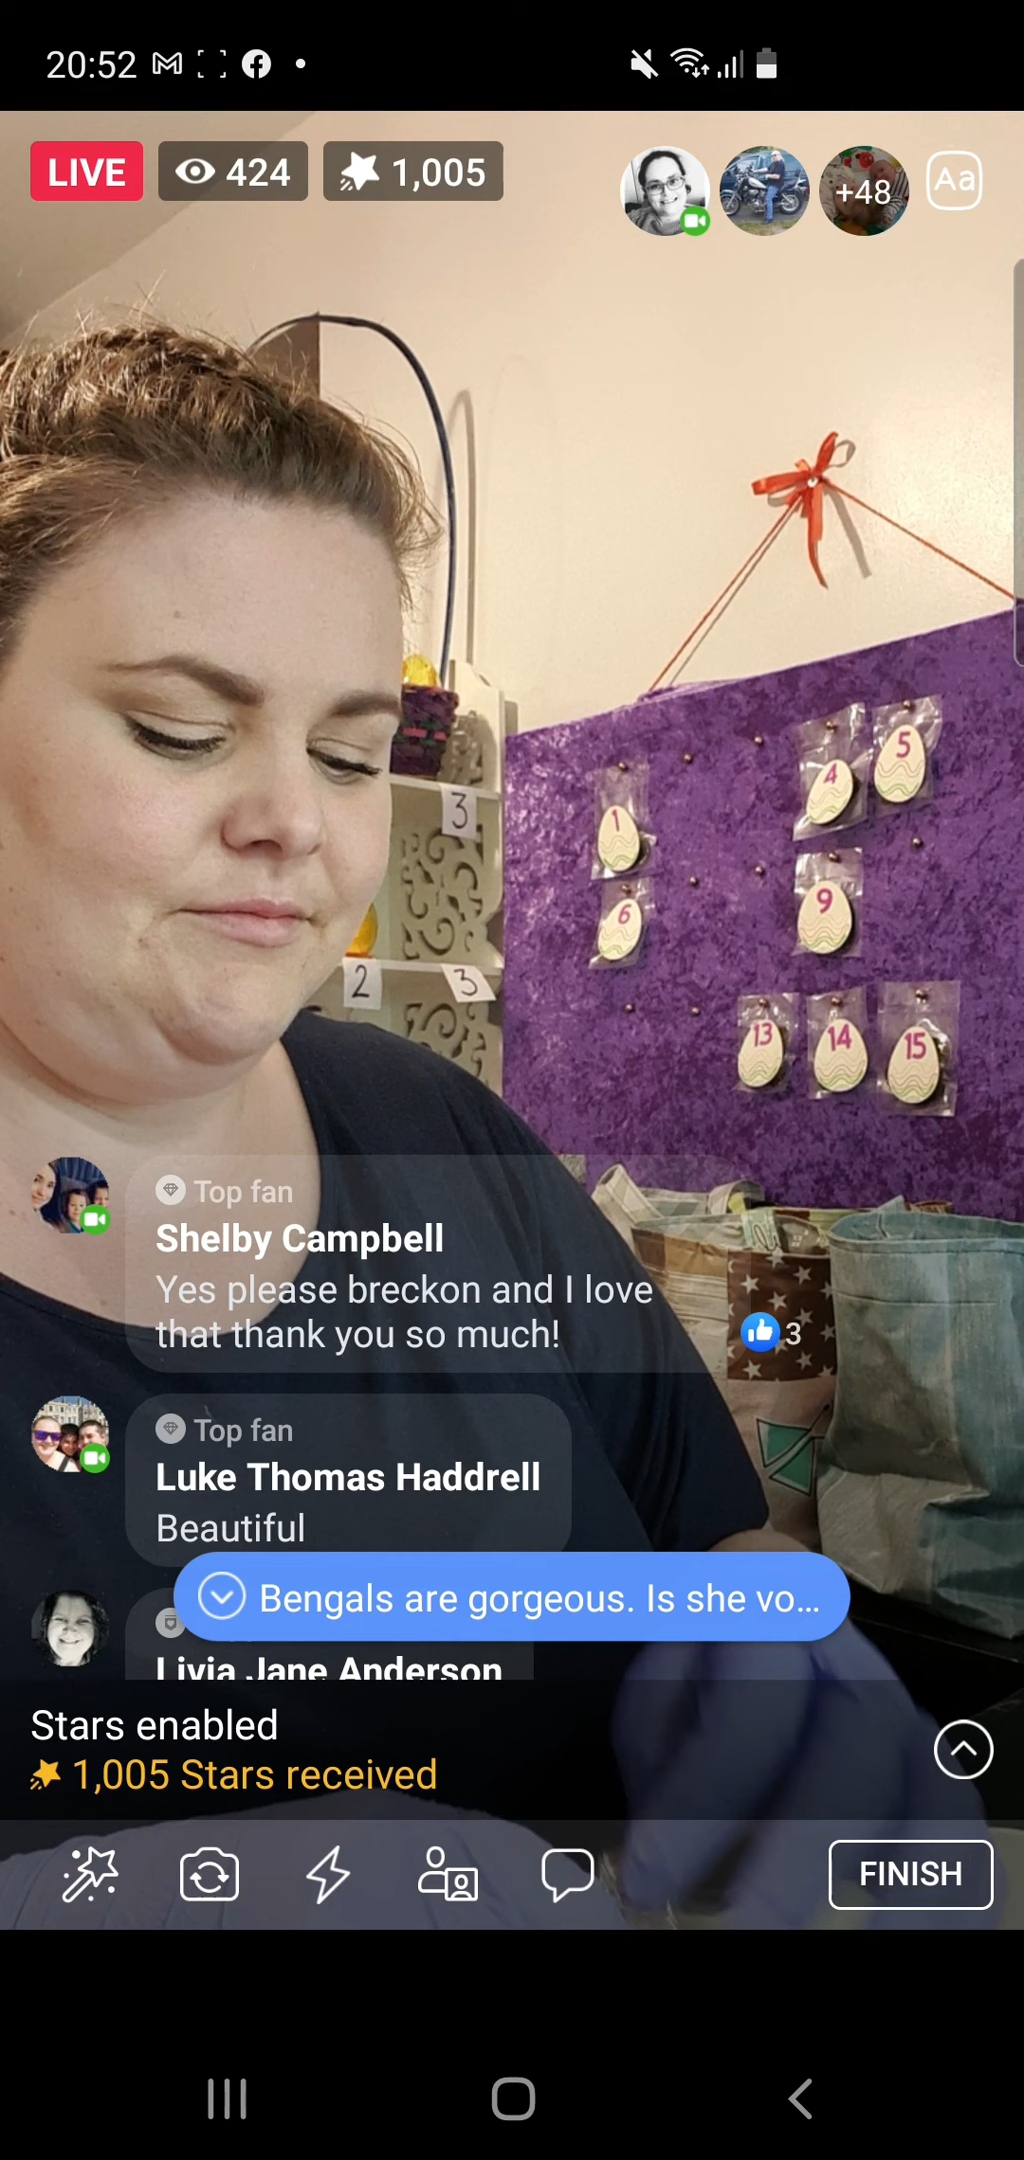 20:52
LIVE
424
1,005
+48
Aa
5
4
1
3
9
6
2
3
13
14
15
Top fan
Shelby Campbell
Yes please breckon and I love
that thank you so much!
3
Top fan
Luke Thomas Haddrell
Beautiful
Bengals are gorgeous. Is she vo...
Livia Jane Anderson
Stars enabled
1,005 Stars received
FINISH